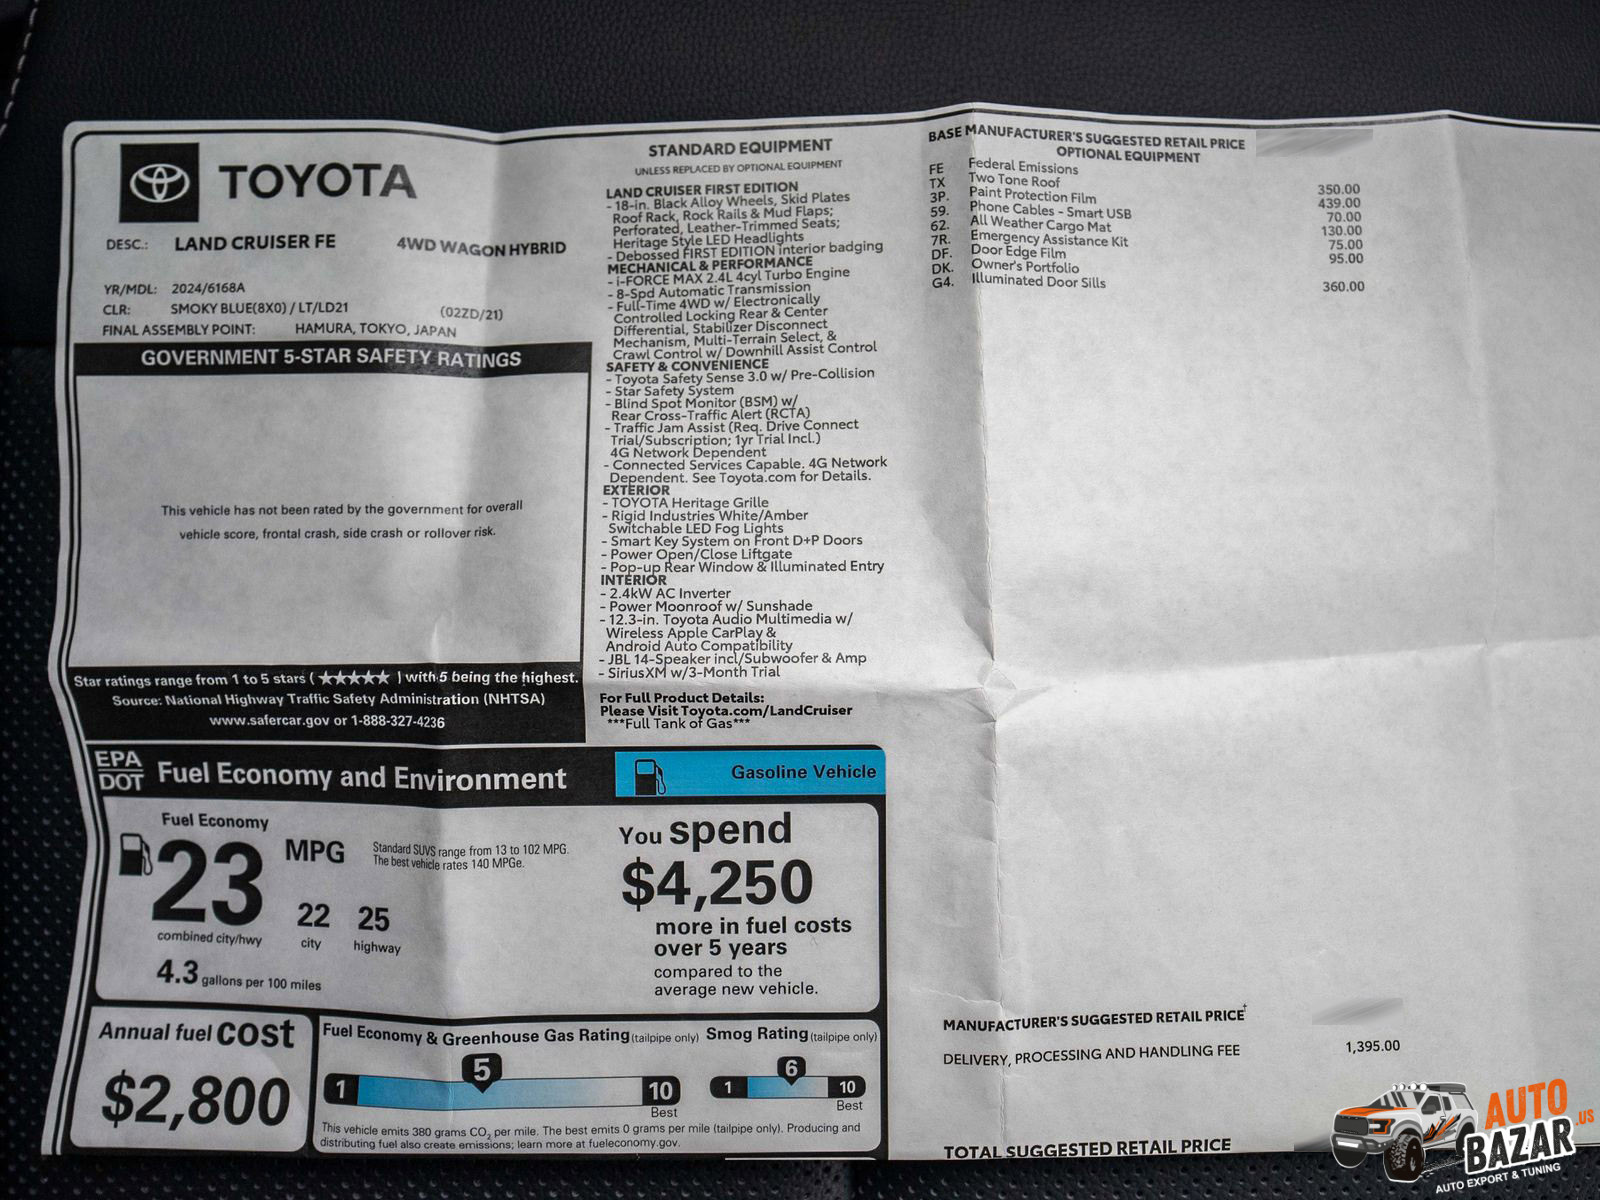 TOYOTA
DESC.: LAND CRUISER FE 4WD WAGON HYBRID
YR/MDL: 2024/6168A
CLR: SMOKY BLUE(8X0) / LT/LD21 (02ZD/21)
FINAL ASSEMBLY POINT: HAMURA, TOKYO, JAPAN
GOVERNMENT 5-STAR SAFETY RATINGS
This vehicle has not been rated by the government for overall
vehicle score, frontal crash, side crash or rollover risk.
Star ratings range from 1 to 5 stars ( ★★★★★ ) with 5 being the highest.
Source: National Highway Traffic Safety Administration (NHTSA)
www.safercar.gov or 1-888-327-4236
STANDARD EQUIPMENT
UNLESS REPLACED BY OPTIONAL EQUIPMENT
LAND CRUISER FIRST EDITION
- 18-in. Black Alloy Wheels, Skid Plates
Roof Rack, Rock Rails & Mud Flaps;
Perforated, Leather-Trimmed Seats;
Heritage Style LED Headlights
- Debossed FIRST EDITION interior badging
MECHANICAL & PERFORMANCE
- i-FORCE MAX 2.4L 4cyl Turbo Engine
- 8-Spd Automatic Transmission
- Full-Time 4WD w/ Electronically
Controlled Locking Rear & Center
Differential, Stabilizer Disconnect
Mechanism, Multi-Terrain Select, &
Crawl Control w/ Downhill Assist Control
SAFETY & CONVENIENCE
- Toyota Safety Sense 3.0 w/ Pre-Collision
- Star Safety System
- Blind Spot Monitor (BSM) w/
Rear Cross-Traffic Alert (RCTA)
- Traffic Jam Assist (Req. Drive Connect
Trial/Subscription; 1yr Trial Incl.)
4G Network Dependent
- Connected Services Capable. 4G Network
Dependent. See Toyota.com for Details.
EXTERIOR
- TOYOTA Heritage Grille
- Rigid Industries White/Amber
Switchable LED Fog Lights
- Smart Key System on Front D+P Doors
- Power Open/Close Liftgate
- Pop-up Rear Window & Illuminated Entry
INTERIOR
- 2.4kW AC Inverter
- Power Moonroof w/ Sunshade
- 12.3-in. Toyota Audio Multimedia w/
Wireless Apple CarPlay &
Android Auto Compatibility
- JBL 14-Speaker incl/Subwoofer & Amp
- SiriusXM w/3-Month Trial
For Full Product Details:
Please Visit Toyota.com/LandCruiser
***Full Tank of Gas***
BASE MANUFACTURER'S SUGGESTED RETAIL PRICE
OPTIONAL EQUIPMENT
FE Federal Emissions
TX Two Tone Roof 350.00
3P. Paint Protection Film 439.00
59. Phone Cables - Smart USB 70.00
62. All Weather Cargo Mat 130.00
7R. Emergency Assistance Kit 75.00
DF. Door Edge Film 95.00
DK. Owner's Portfolio
G4. Illuminated Door Sills 360.00
EPA
DOT
Fuel Economy and Environment
Gasoline Vehicle
Fuel Economy
23 MPG
Standard SUVS range from 13 to 102 MPG.
The best vehicle rates 140 MPGe.
22 25
combined city/hwy city highway
4.3 gallons per 100 miles
You spend
$4,250
more in fuel costs
over 5 years
compared to the
average new vehicle.
Annual fuel cost
$2,800
Fuel Economy & Greenhouse Gas Rating (tailpipe only)
1 5 10
Best
Smog Rating (tailpipe only)
1 6 10
Best
This vehicle emits 380 grams CO2 per mile. The best emits 0 grams per mile (tailpipe only). Producing and
distributing fuel also create emissions; learn more at fueleconomy.gov.
MANUFACTURER'S SUGGESTED RETAIL PRICE†
DELIVERY, PROCESSING AND HANDLING FEE 1,395.00
TOTAL SUGGESTED RETAIL PRICE
AUTO
BAZAR.US
AUTO EXPORT & TUNING